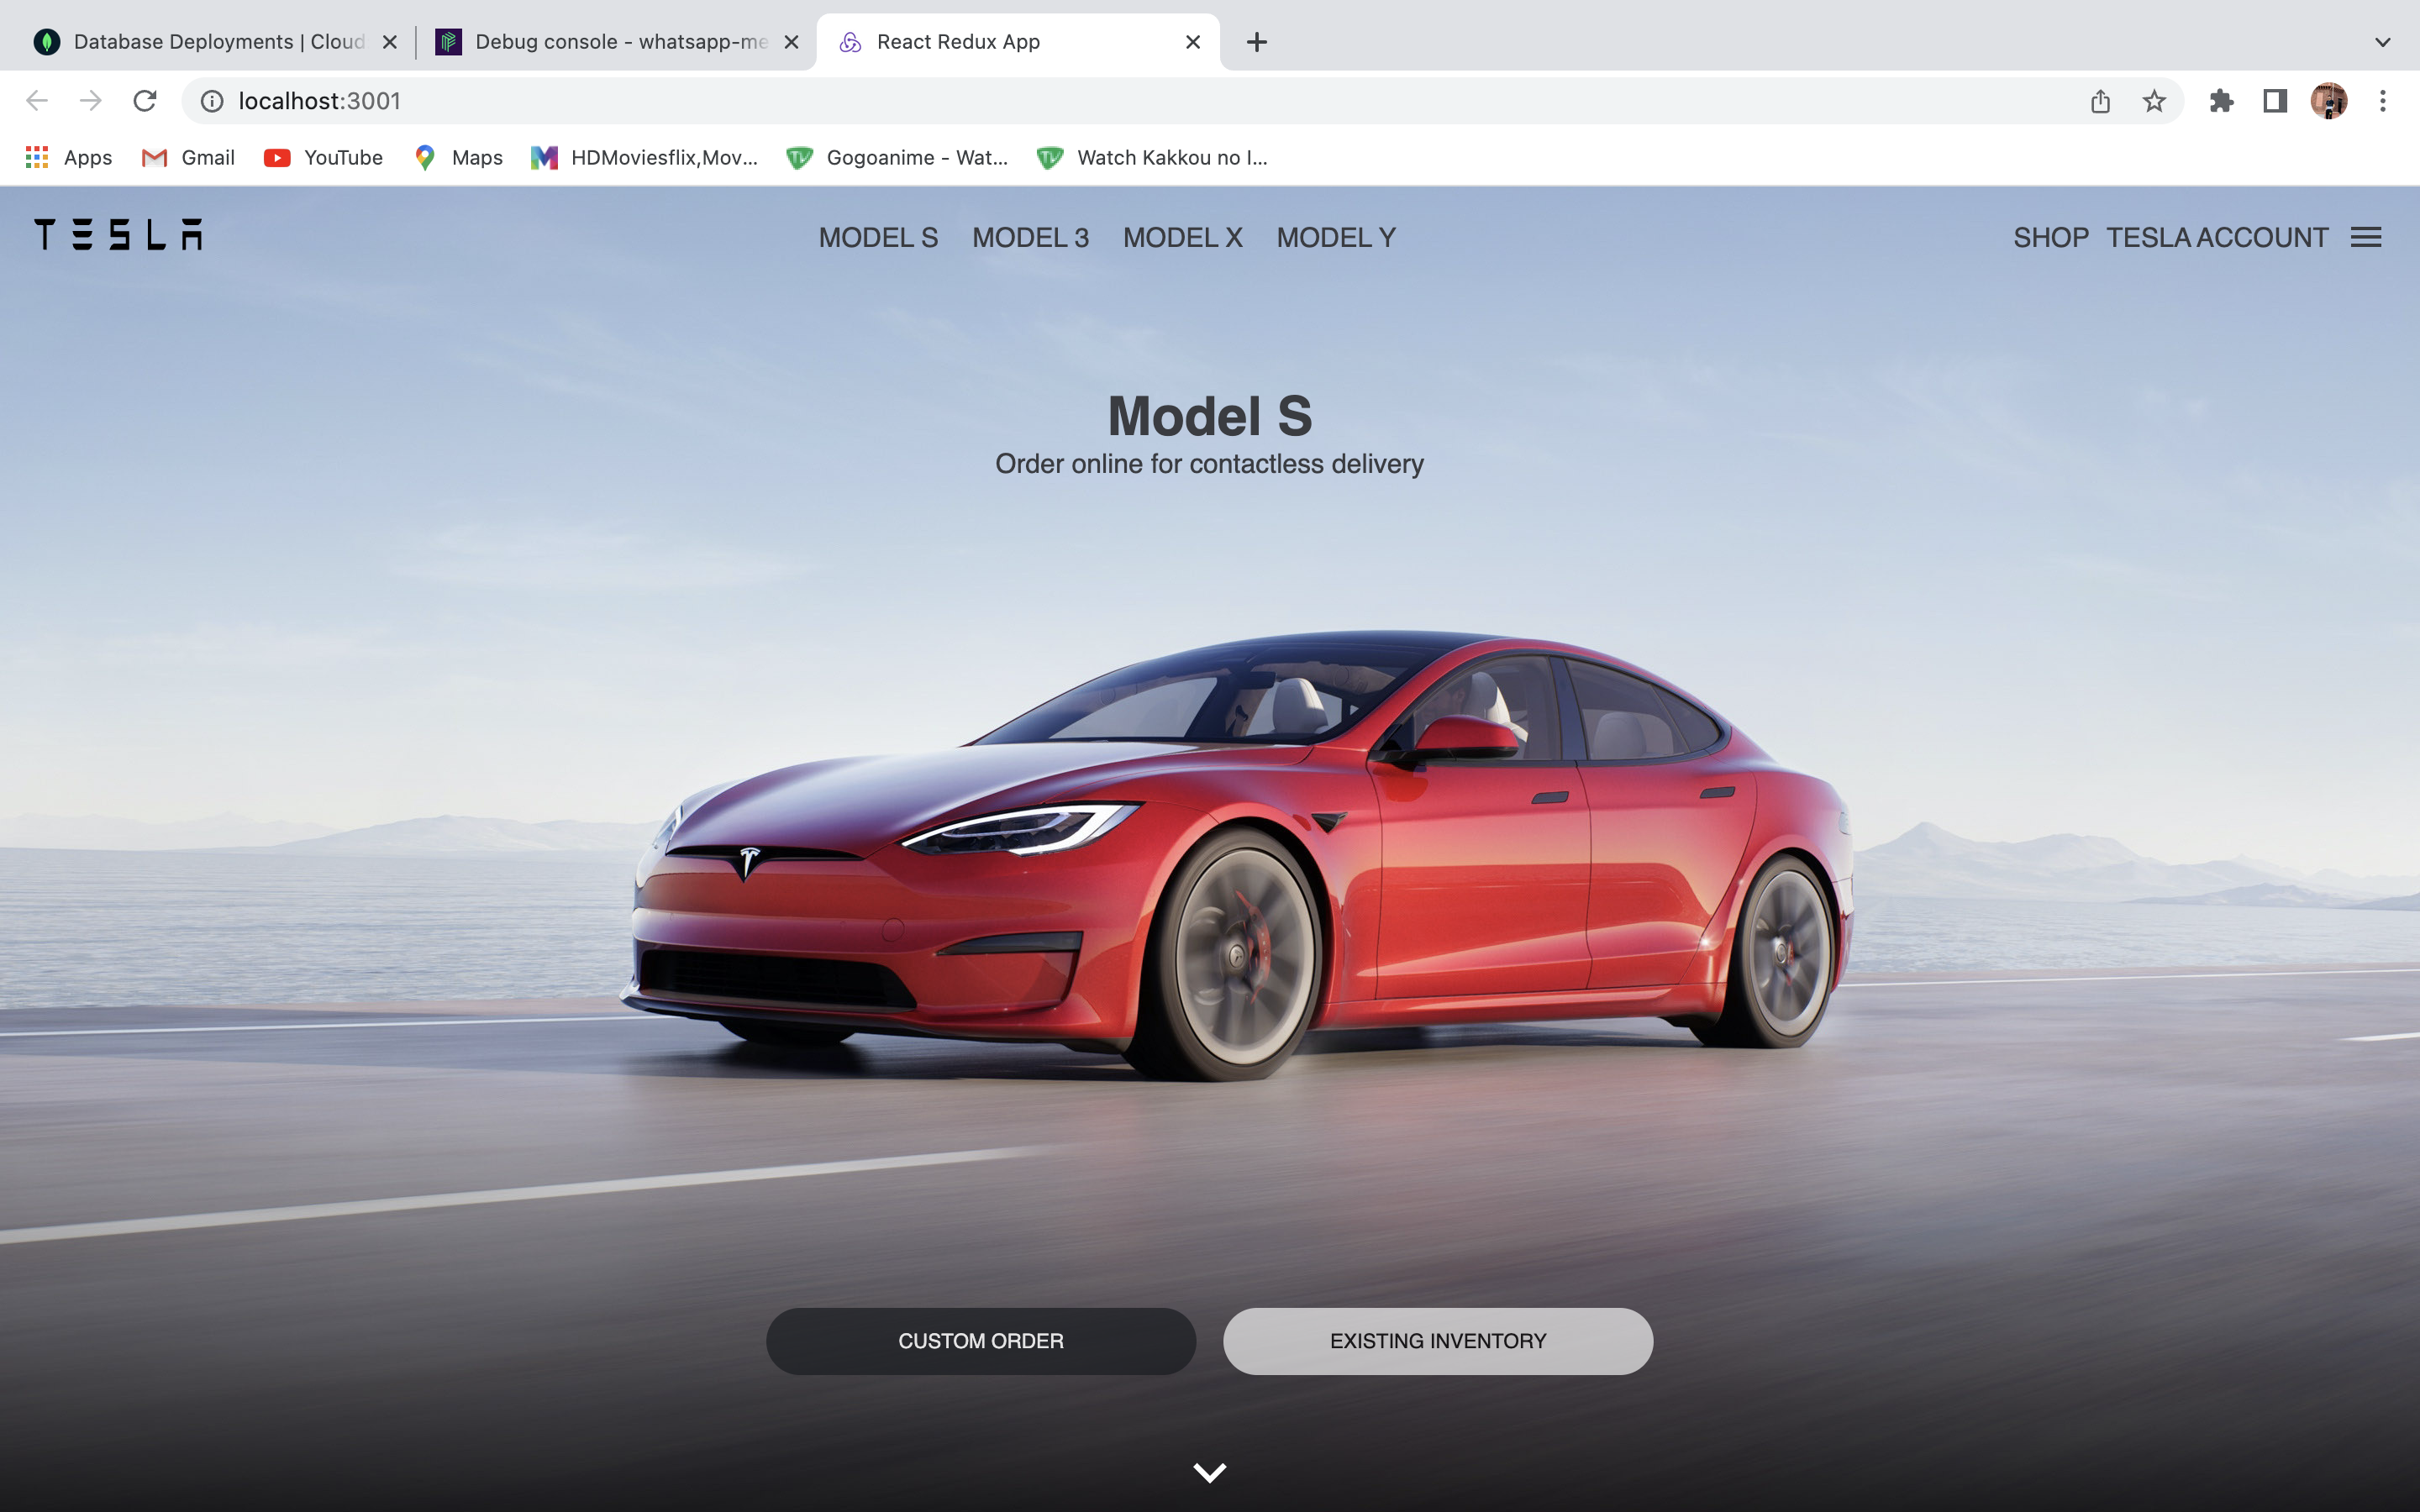 Database Deployments | Cloud
Debug console - whatsapp-me
React Redux App
localhost:3001
Apps
Gmail
YouTube
Maps
HDMoviesflix,Mov...
Gogoanime - Wat...
Watch Kakkou no I...
TESLA
MODEL S
MODEL 3
MODEL X
MODEL Y
SHOP
TESLA ACCOUNT
Model S
Order online for contactless delivery
CUSTOM ORDER
EXISTING INVENTORY